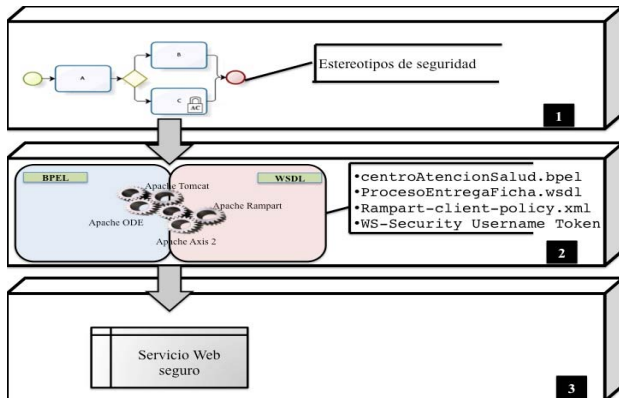 B
A
C
AC
Estereotipos de seguridad
1
BPEL
WSDL
Apache Tomcat
Apache Rampart
Apache ODE
Apache Axis 2
•centroAtencionSalud.bpel
•ProcesoEntregaFicha.wsdl
•Rampart-client-policy.xml
•WS-Security Username Token
2
Servicio Web
seguro
3